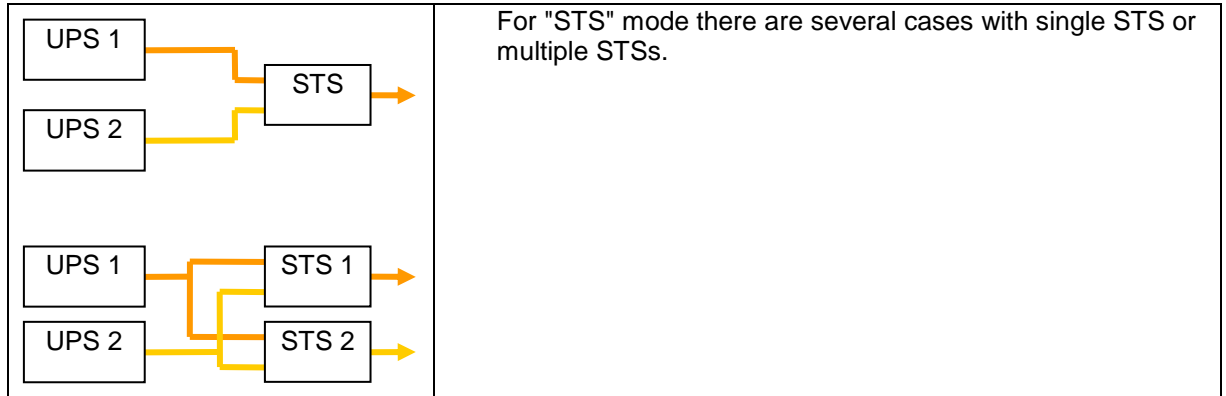 UPS 1
STS
UPS 2
UPS 1
STS 1
UPS 2
STS 2
For "STS" mode there are several cases with single STS or
multiple STSs.